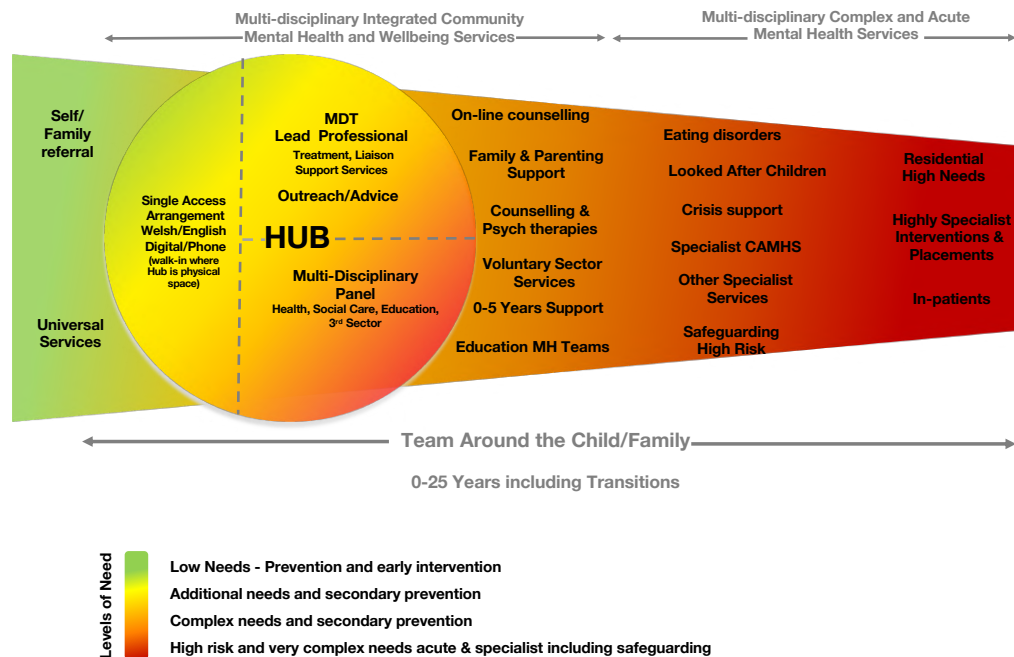 Multi-disciplinary Integrated Community
Mental Health and Wellbeing Services
Multi-disciplinary Complex and Acute
Mental Health Services
Self/
Family
referral
Universal
Services
Single Access
Arrangement
Welsh/English
Digital/Phone
(walk-in where
Hub is physical
space)
MDT
Lead Professional
Treatment, Liaison
Support Services
Outreach/Advice
HUB
Multi-Disciplinary
Panel
Health, Social Care, Education,
3rd Sector
On-line counselling
Family & Parenting
Support
Counselling &
Psych therapies
Voluntary Sector
Services
0-5 Years Support
Education MH Teams
Eating disorders
Looked After Children
Crisis support
Specialist CAMHS
Other Specialist
Services
Safeguarding
High Risk
Residential
High Needs
Highly Specialist
Interventions &
Placements
In-patients
Team Around the Child/Family
0-25 Years including Transitions
Levels of Need
Low Needs - Prevention and early intervention
Additional needs and secondary prevention
Complex needs and secondary prevention
High risk and very complex needs acute & specialist including safeguarding